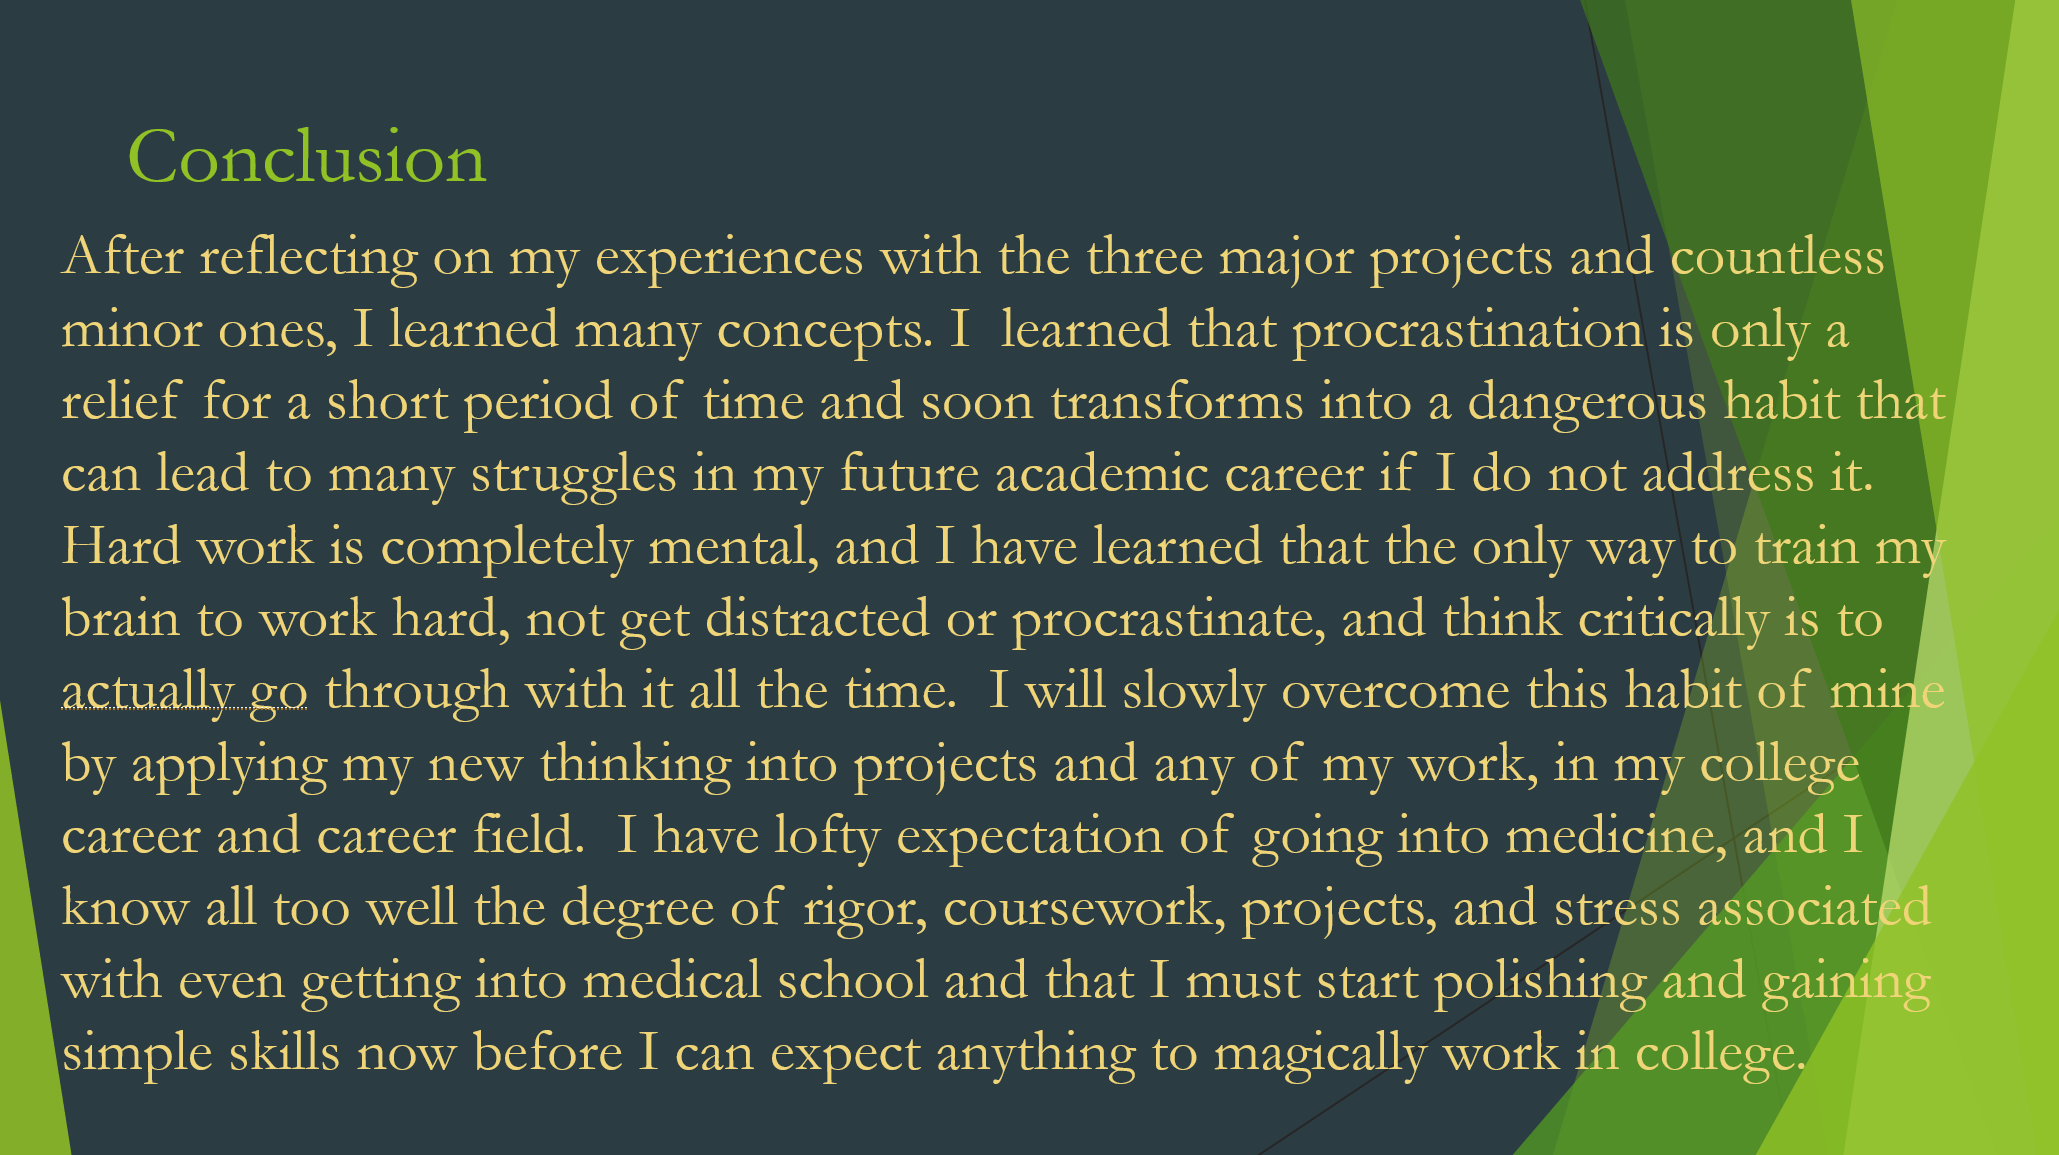 Conclusion
After reflecting on my experiences with the three major projects and countless
minor ones, I learned many concepts. I  learned that procrastination is only a
relief for a short period of time and soon transforms into a dangerous habit that
can lead to many struggles in my future academic career if I do not address it.
Hard work is completely mental, and I have learned that the only way to train my
brain to work hard, not get distracted or procrastinate, and think critically is to
actually go through with it all the time.  I will slowly overcome this habit of mine
by applying my new thinking into projects and any of my work, in my college
career and career field.  I have lofty expectation of going into medicine, and I
know all too well the degree of rigor, coursework, projects, and stress associated
with even getting into medical school and that I must start polishing and gaining
simple skills now before I can expect anything to magically work in college.